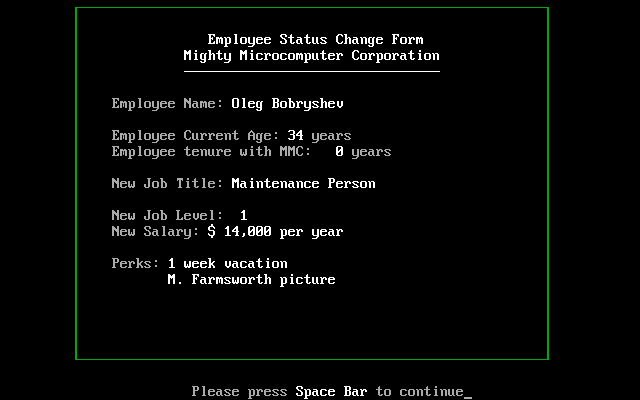 Employee Status Change Form
Mighty Microcomputer Corporation
Employee Name: Oleg Bobryshev
Employee Current Age: 34 years
Employee tenure with MMC:   0 years
New Job Title: Maintenance Person
New Job Level:  1
New Salary: $ 14,000 per year
Perks: 1 week vacation
M. Farmsworth picture
Please press Space Bar to continue_